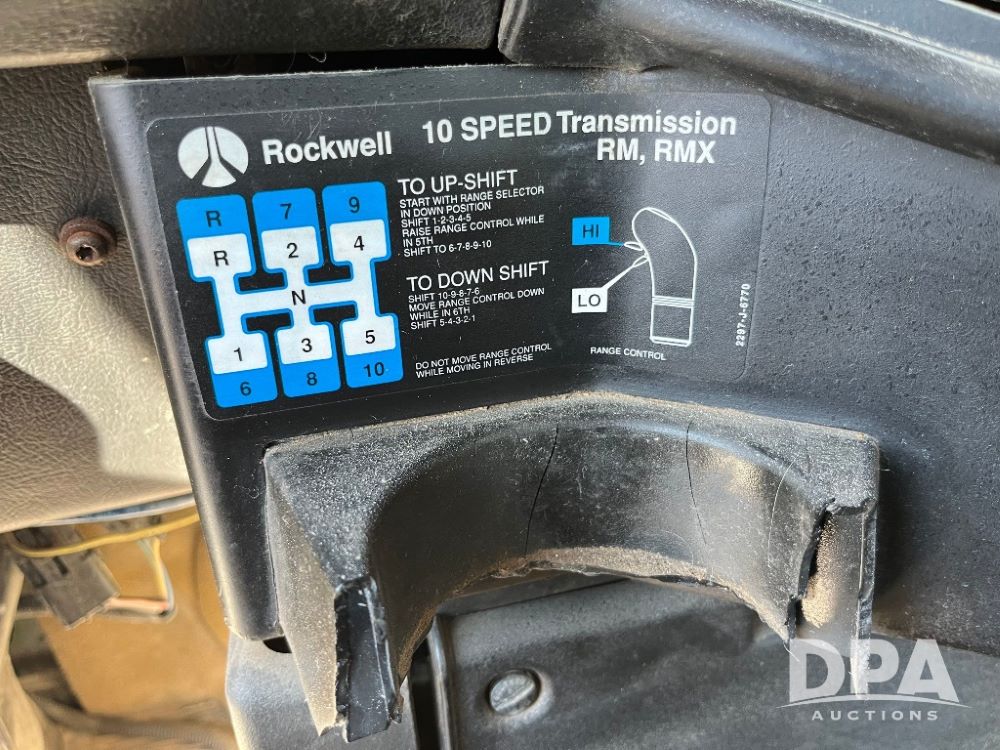 Rockwell
10 SPEED Transmission
RM, RMX
R 7 9
R 2 4
N
1 3 5
6 8 10
TO UP-SHIFT
START WITH RANGE SELECTOR
IN DOWN POSITION
SHIFT 1-2-3-4-5
RAISE RANGE CONTROL WHILE
IN 5TH
SHIFT TO 6-7-8-9-10
TO DOWN SHIFT
SHIFT 10-9-8-7-6
MOVE RANGE CONTROL DOWN
WHILE IN 6TH
SHIFT 5-4-3-2-1
DO NOT MOVE RANGE CONTROL
WHILE MOVING IN REVERSE
HI
LO
RANGE CONTROL
2297-J-6770
DPA
AUCTIONS